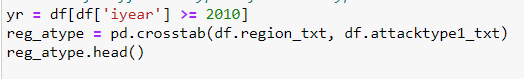 yr = df[df['iyear'] >= 2010]
reg_atype = pd.crosstab(df.region_txt, df.attacktype1_txt)
reg_atype.head()